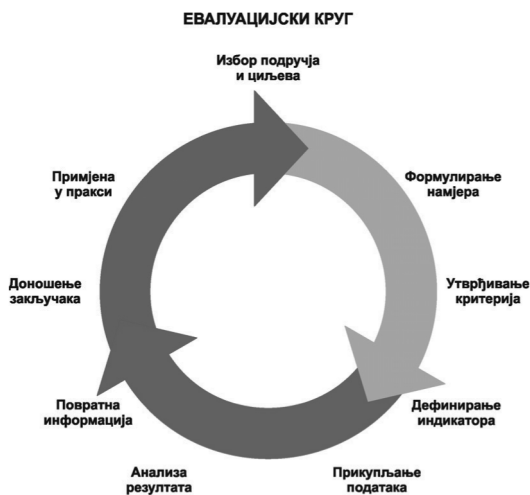 ЕВАЛУАЦИЈСКИ КРУГ
Избор подручја
и циљева
Формулирање
намјера
Утврђивање
критерија
Дефинирање
индикатора
Прикупљање
података
Анализа
резултата
Повратна
информација
Доношење
закључака
Примјена
у пракси